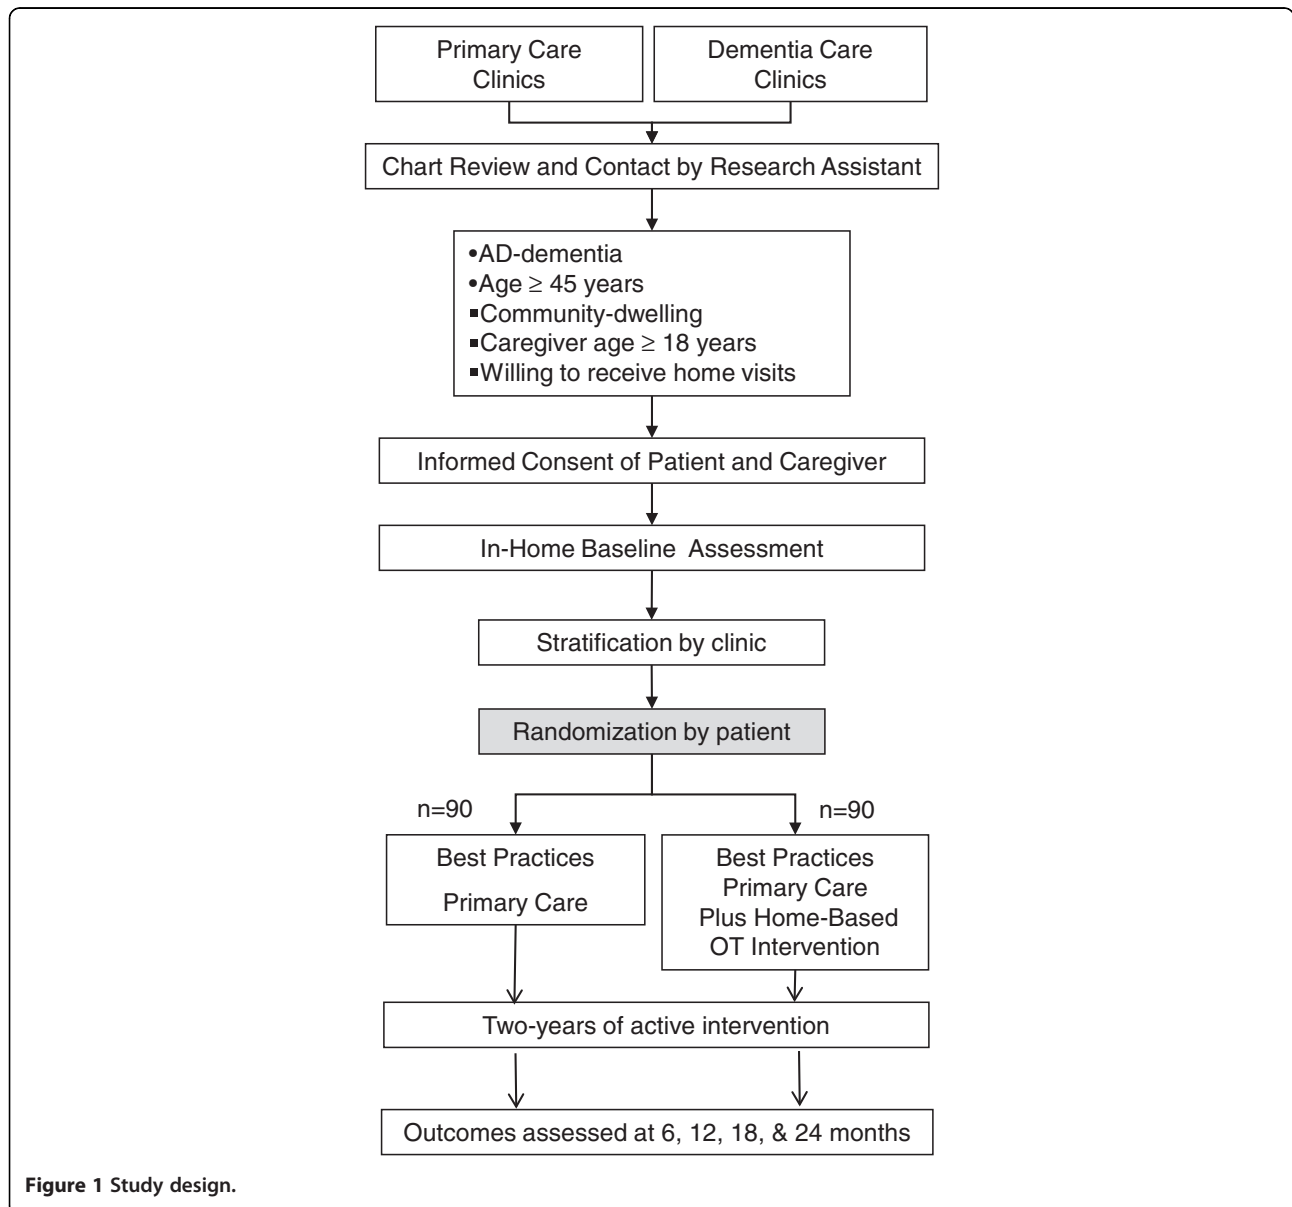 Primary Care
Clinics
Dementia Care
Clinics
Chart Review and Contact by Research Assistant
•AD-dementia
•Age ≥ 45 years
▪Community-dwelling
▪Caregiver age ≥ 18 years
▪Willing to receive home visits
Informed Consent of Patient and Caregiver
In-Home Baseline Assessment
Stratification by clinic
Randomization by patient
n=90
n=90
Best Practices
Primary Care
Best Practices
Primary Care
Plus Home-Based
OT Intervention
Two-years of active intervention
Outcomes assessed at 6, 12, 18, & 24 months
Figure 1 Study design.